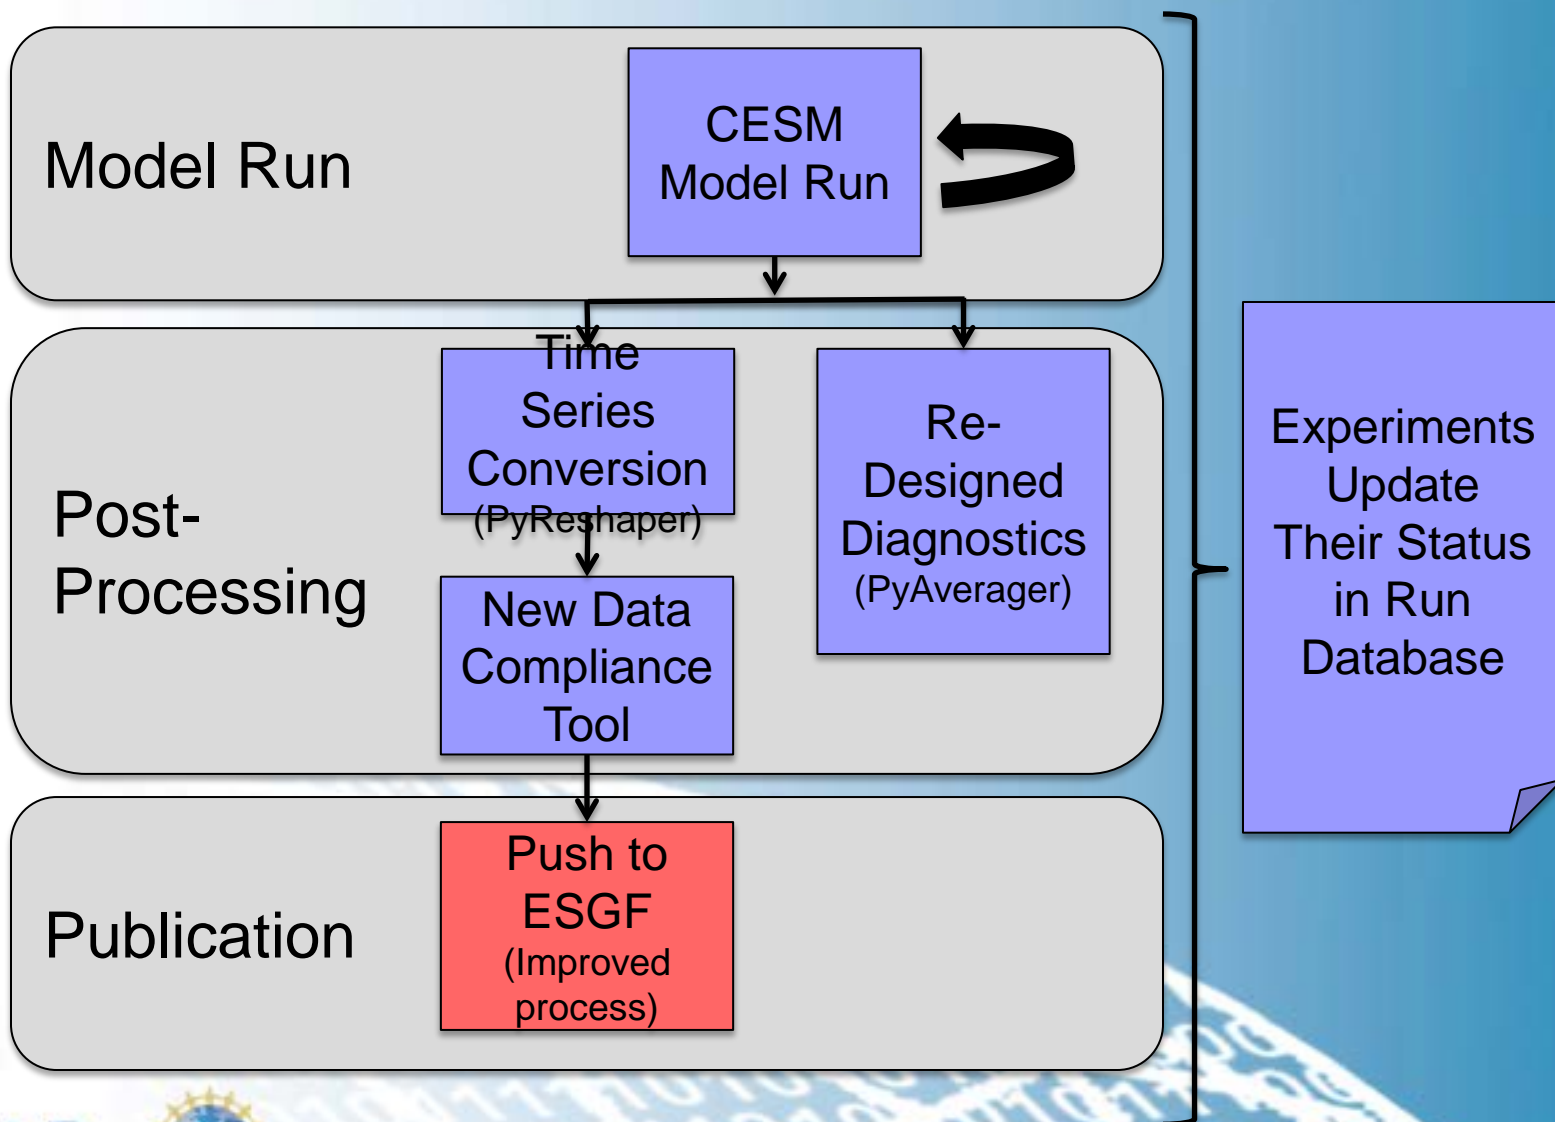 Model Run
CESM
Model Run
Post-
Processing
Time
Series
Conversion
(PyReshaper)
New Data
Compliance
Tool
Re-
Designed
Diagnostics
(PyAverager)
Publication
Push to
ESGF
(Improved
process)
Experiments
Update
Their Status
in Run
Database